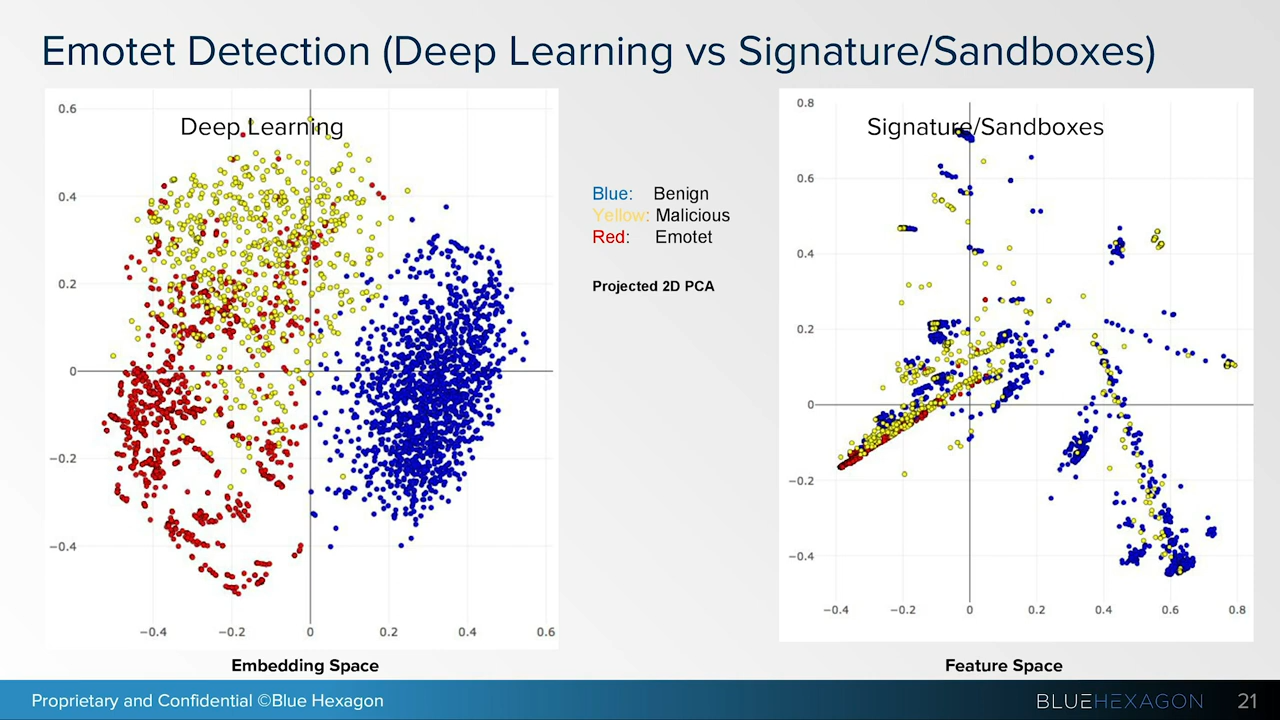 Emotet Detection (Deep Learning vs Signature/Sandboxes)
Deep Learning
0.6
0.4
0.2
0
−0.2
−0.4
−0.4
−0.2
0
0.2
0.4
0.6
Embedding Space
Blue: Benign
Yellow: Malicious
Red: Emotet
Projected 2D PCA
Signature/Sandboxes
0.8
0.6
0.4
0.2
0
−0.2
−0.4
−0.4
−0.2
0
0.2
0.4
0.6
0.8
Feature Space
Proprietary and Confidential ©Blue Hexagon
BLUEHEXAGON
21